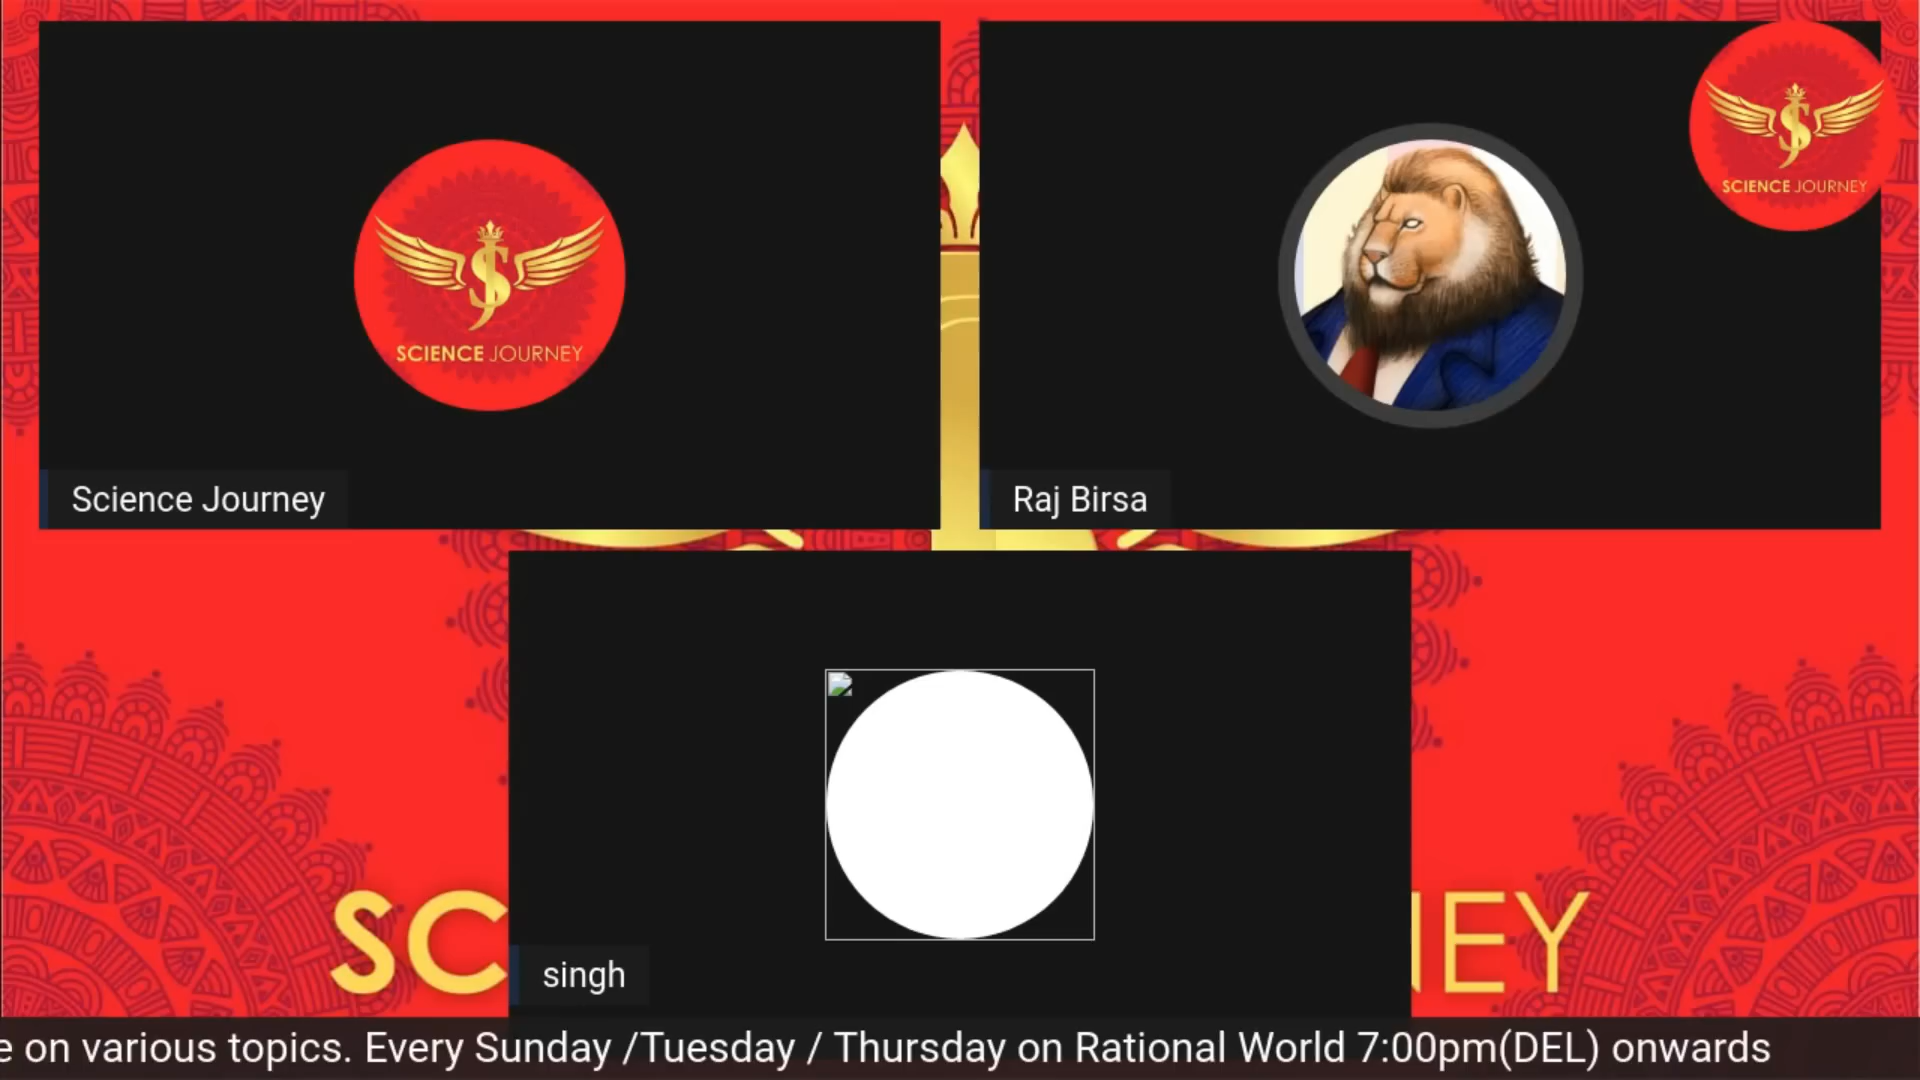 SCIENCE JOURNEY
SCIENCE JOURNEY
Science Journey
Raj Birsa
SC
NEY
singh
e on various topics. Every Sunday /Tuesday / Thursday on Rational World 7:00pm(DEL) onwards